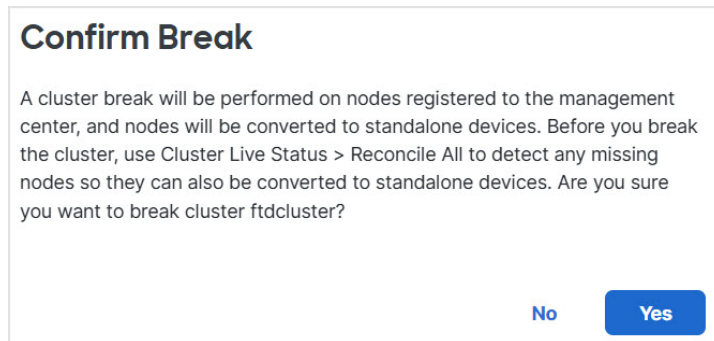 Confirm Break
A cluster break will be performed on nodes registered to the management
center, and nodes will be converted to standalone devices. Before you break
the cluster, use Cluster Live Status > Reconcile All to detect any missing
nodes so they can also be converted to standalone devices. Are you sure
you want to break cluster ftdcluster?
No Yes